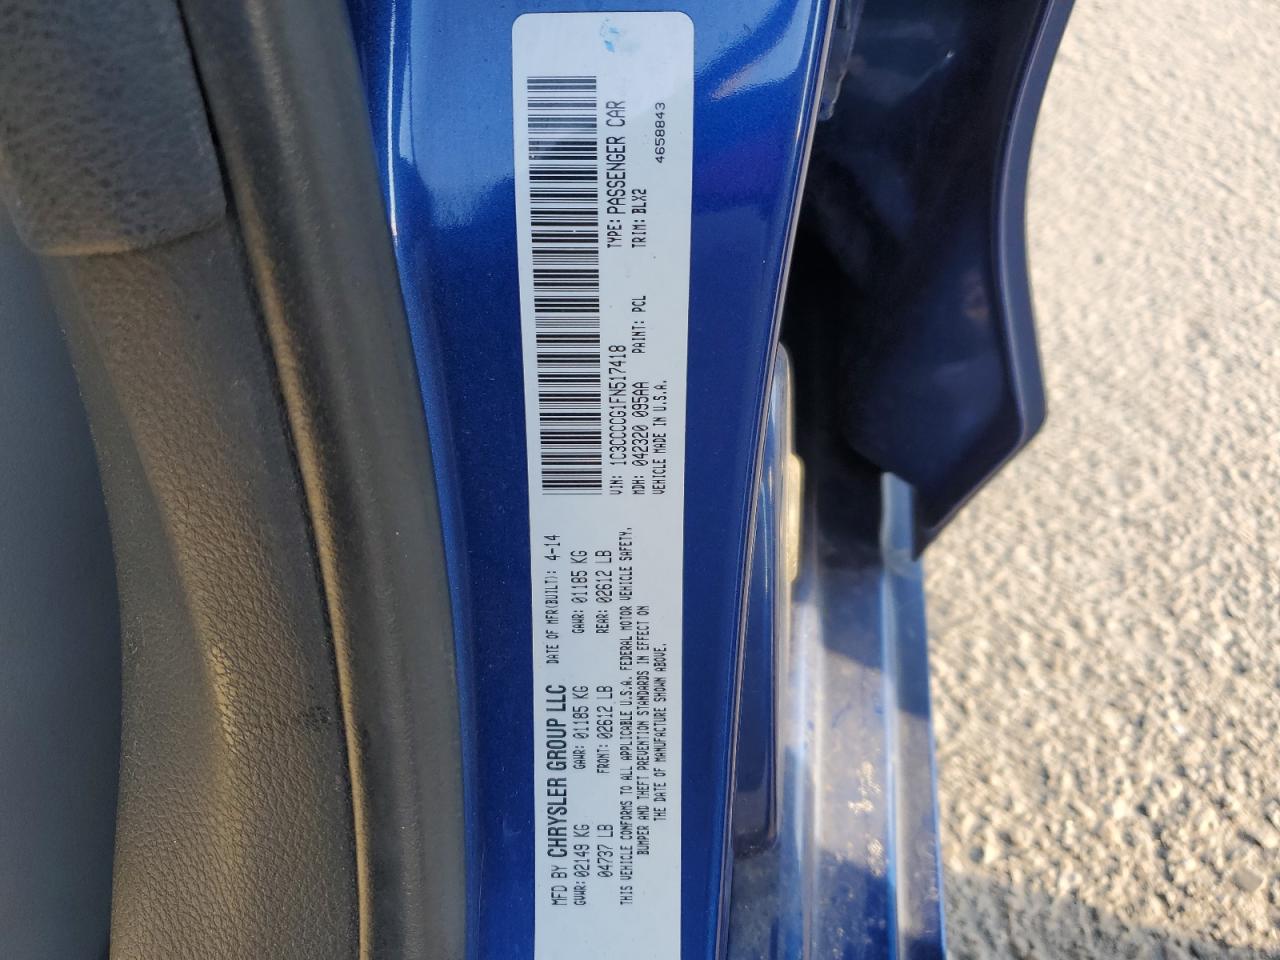 MFD BY CHRYSLER GROUP LLC DATE OF MFR(BUILT): 4-14
GVWR: 02149 KG GAWR: 01185 KG GAWR: 01185 KG
04737 LB FRONT: 02612 LB REAR: 02612 LB
THIS VEHICLE CONFORMS TO ALL APPLICABLE U.S.A. FEDERAL MOTOR VEHICLE SAFETY,
BUMPER AND THEFT PREVENTION STANDARDS IN EFFECT ON
THE DATE OF MANUFACTURE SHOWN ABOVE.
VIN: 1C3CCCCG1FN517418 TYPE: PASSENGER CAR
MDH: 042320 095AA PAINT: PCL TRIM: BLX2
VEHICLE MADE IN U.S.A. 4658843